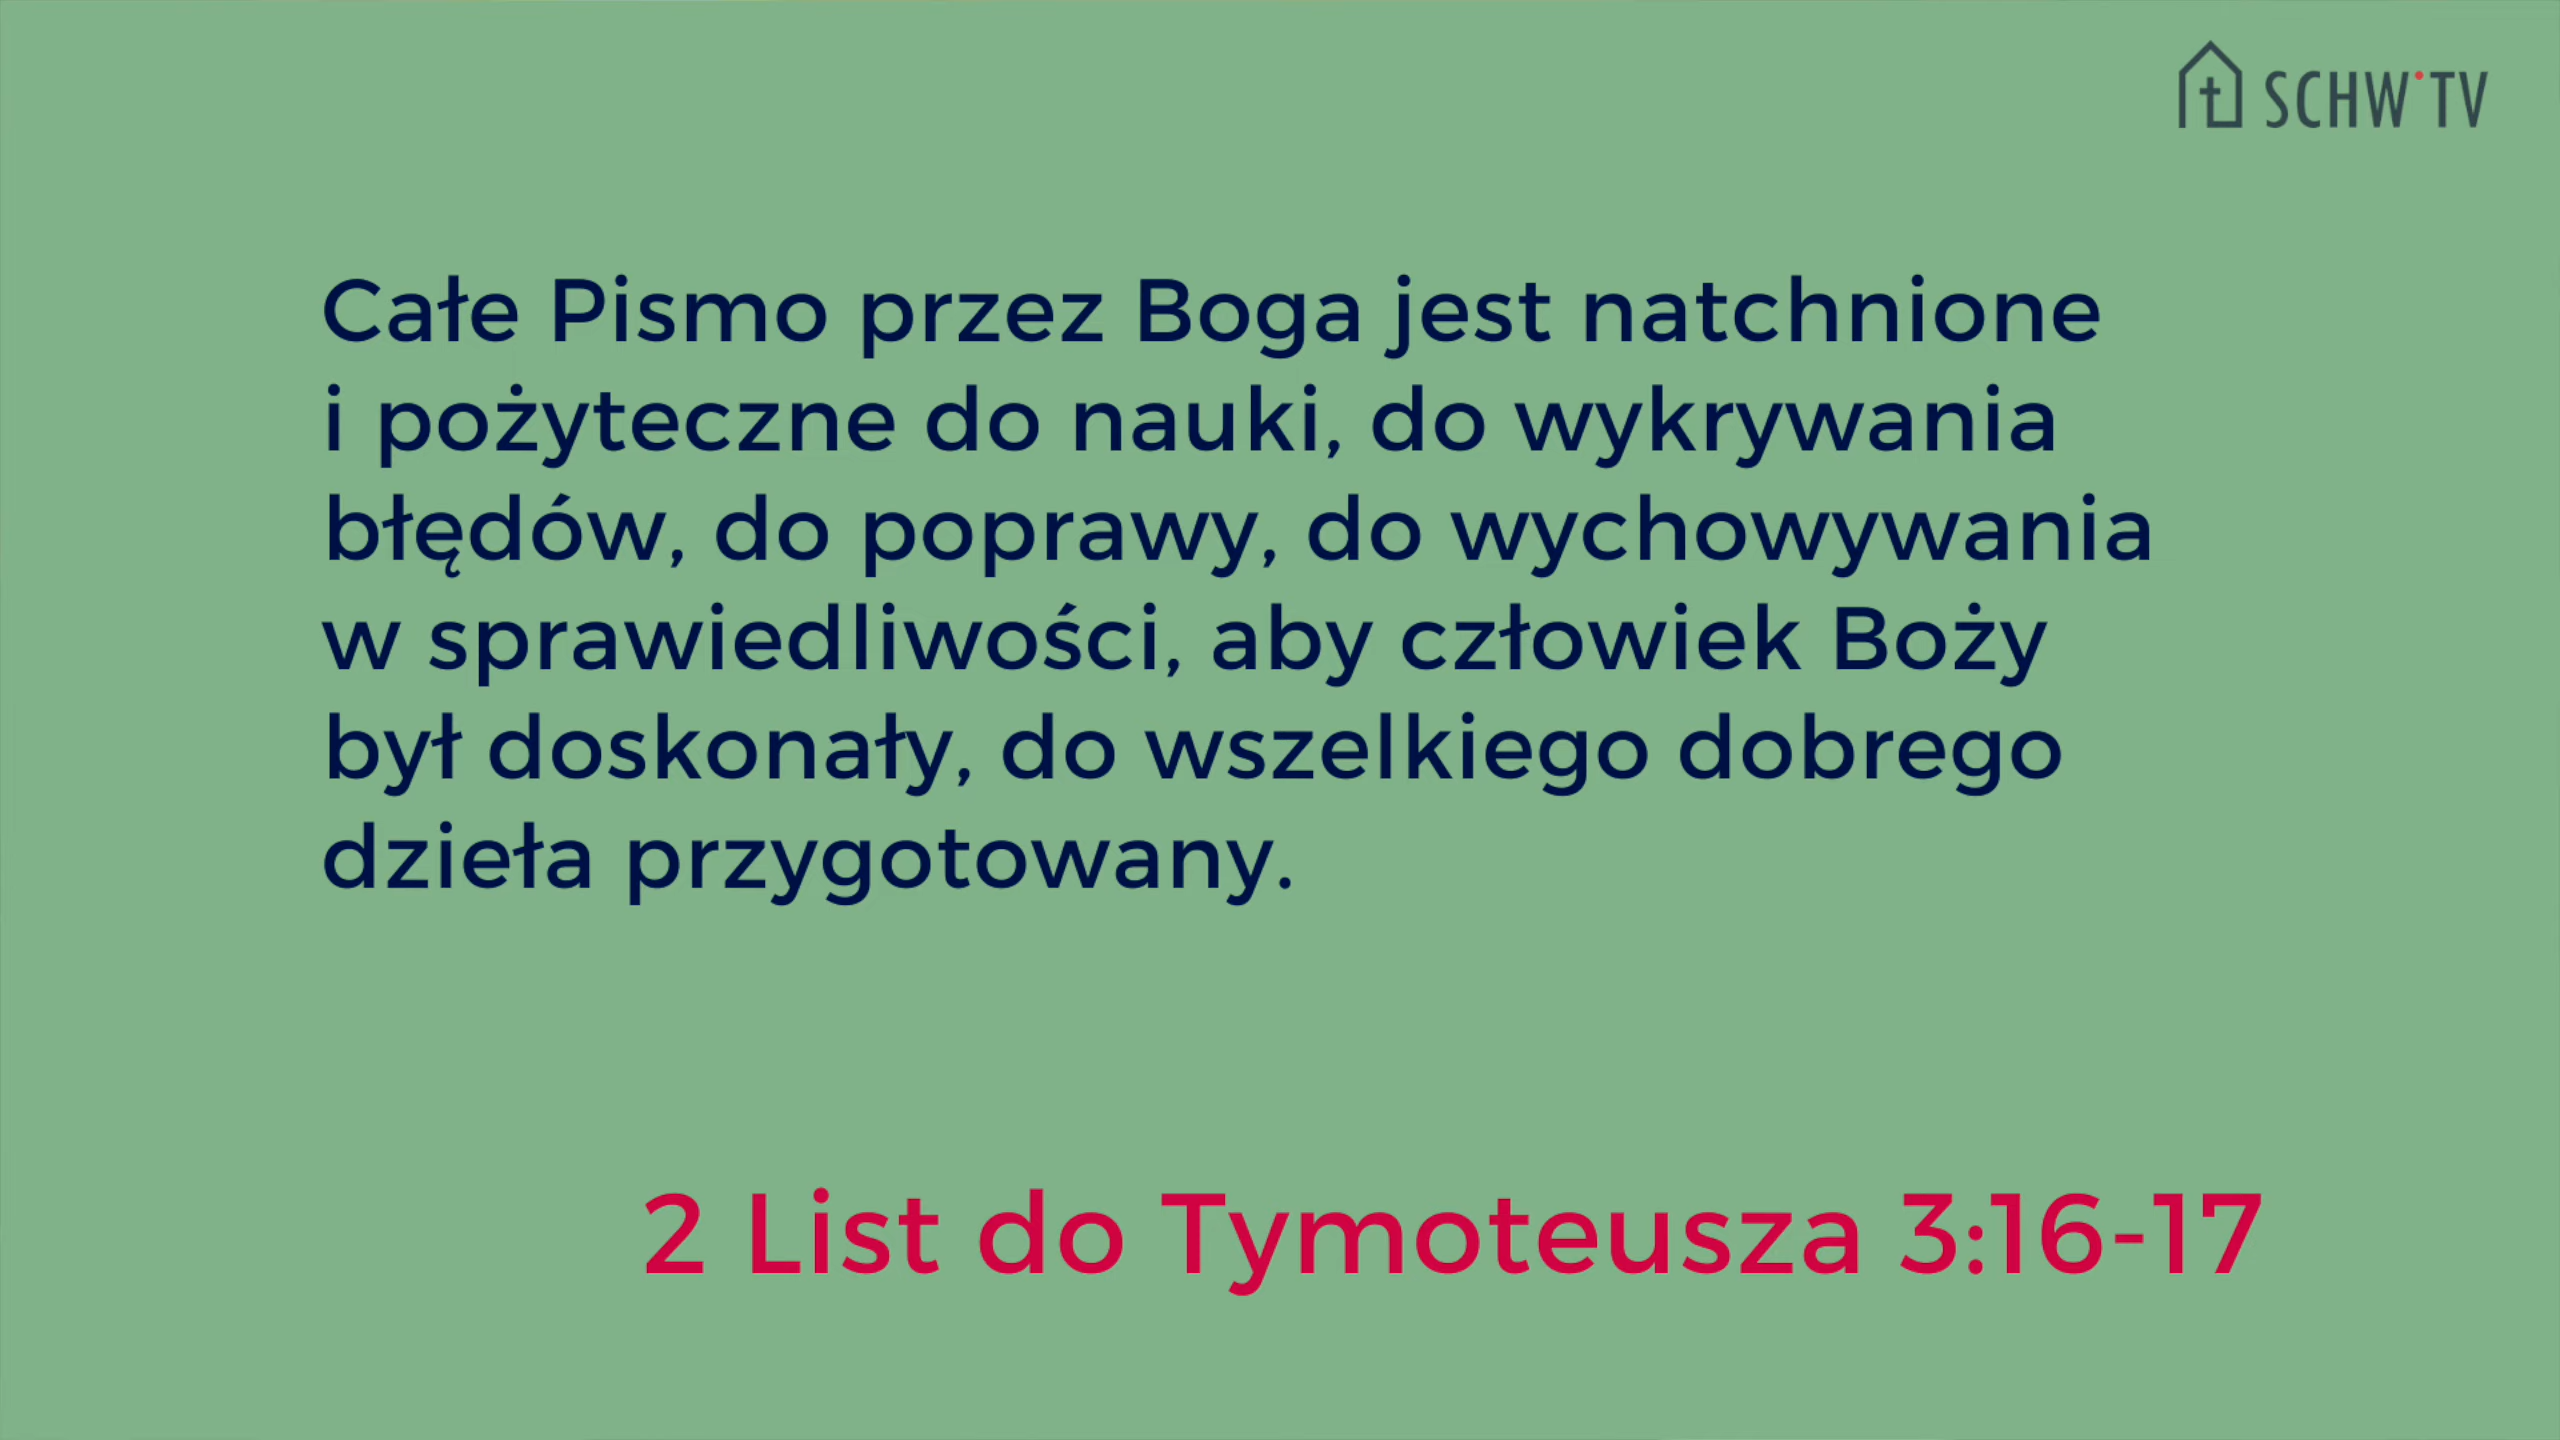 SCHW•TV
Całe Pismo przez Boga jest natchnione
i pożyteczne do nauki, do wykrywania
błędów, do poprawy, do wychowywania
w sprawiedliwości, aby człowiek Boży
był doskonały, do wszelkiego dobrego
dzieła przygotowany.
2 List do Tymoteusza 3:16-17